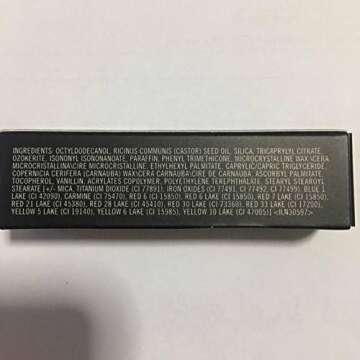 INGREDIENTS: OCTYLDODECANOL, RICINUS COMMUNIS (CASTOR) SEED OIL, SILICA, TRICAPRYLYL CITRATE,
OZOKERITE, ISONONYL ISONONANOATE, PARAFFIN, PHENYL TRIMETHICONE, MICROCRYSTALLINE WAX\CERA
MICROCRISTALLINA\CIRE MICROCRISTALLINE, ETHYLHEXYL PALMITATE, CAPRYLIC/CAPRIC TRIGLYCERIDE,
COPERNICIA CERIFERA (CARNAUBA) WAX\CERA CARNAUBA\CIRE DE CARNAUBA, ASCORBYL PALMITATE,
TOCOPHEROL, VANILLIN, ACRYLATES COPOLYMER, POLYETHYLENE TEREPHTHALATE, STEARYL STEAROYL
STEARATE [+/- MICA, TITANIUM DIOXIDE (CI 77891), IRON OXIDES (CI 77491, CI 77492, CI 77499), BLUE 1
LAKE (CI 42090), CARMINE (CI 75470), RED 6 (CI 15850), RED 6 LAKE (CI 15850), RED 7 LAKE (CI 15850),
RED 21 LAKE (CI 45380), RED 28 LAKE (CI 45410), RED 30 LAKE (CI 73360), RED 33 LAKE (CI 17200),
YELLOW 5 LAKE (CI 19140), YELLOW 6 LAKE (CI 15985), YELLOW 10 LAKE (CI 47005)] <ILN30597>